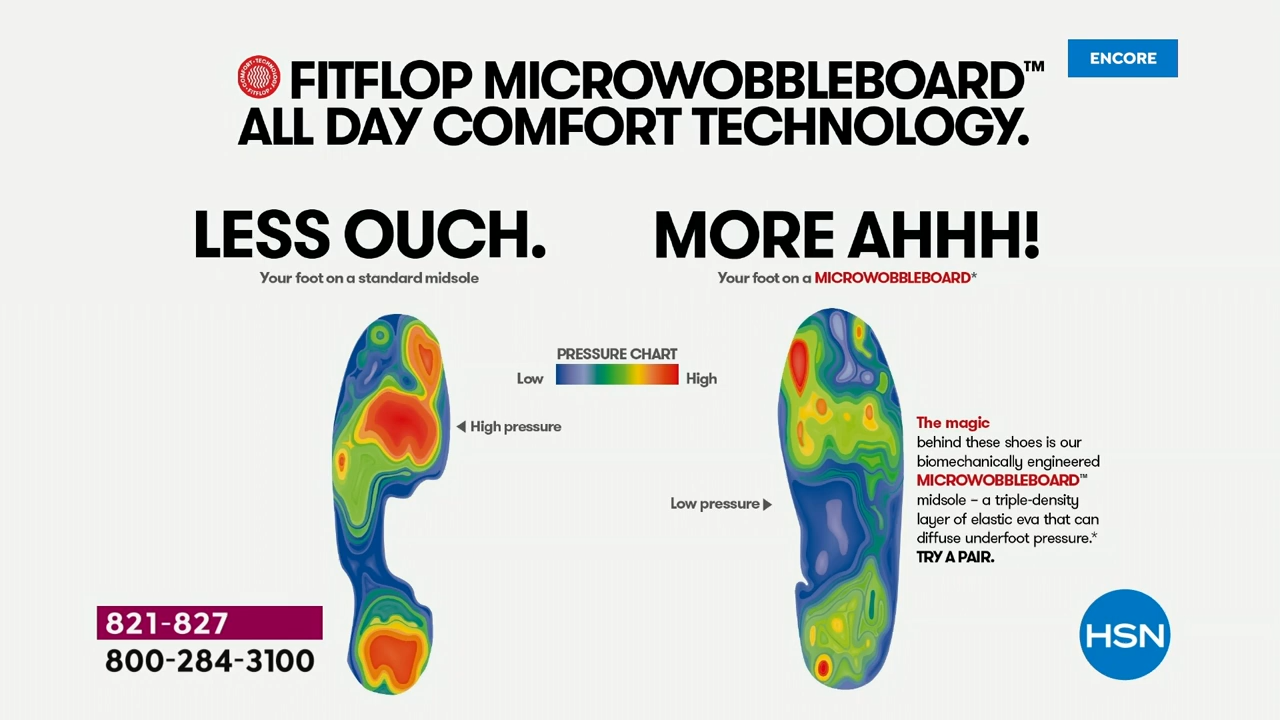 ENCORE
FITFLOP MICROWOBBLEBOARD™
ALL DAY COMFORT TECHNOLOGY.
LESS OUCH.
Your foot on a standard midsole
MORE AHHH!
Your foot on a MICROWOBBLEBOARD*
PRESSURE CHART
Low
High
High pressure
Low pressure
The magic
behind these shoes is our
biomechanically engineered
MICROWOBBLEBOARD™
midsole – a triple-density
layer of elastic eva that can
diffuse underfoot pressure.*
TRY A PAIR.
821-827
800-284-3100
HSN